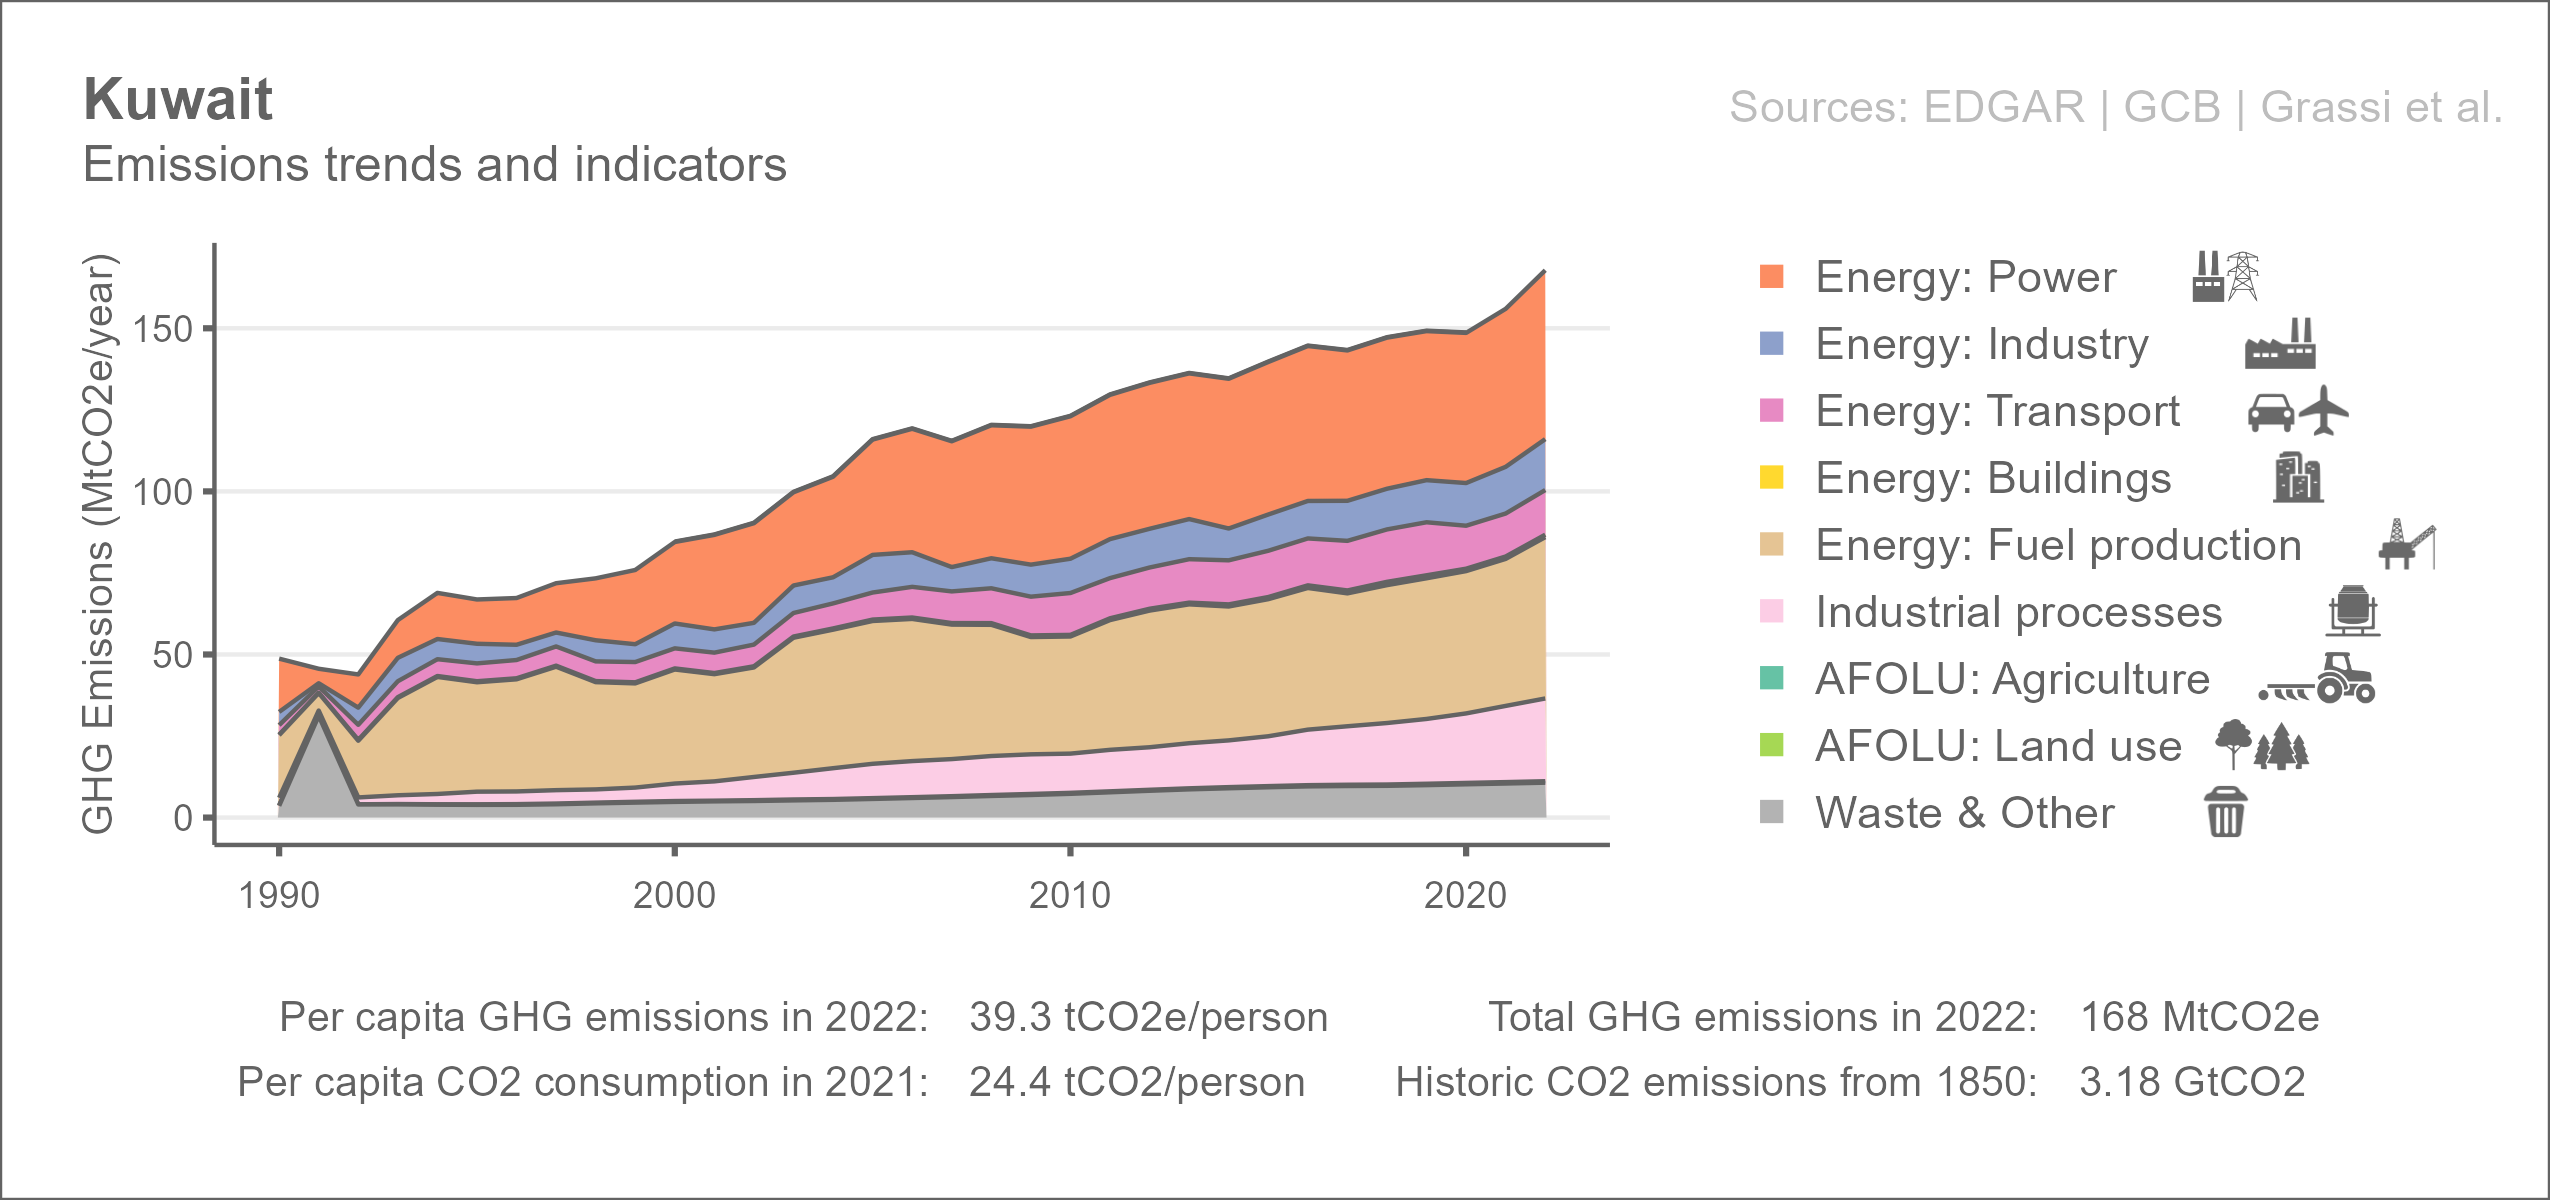 Kuwait
Sources: EDGAR | GCB | Grassi et al.
Emissions trends and indicators
GHG Emissions (MtCO2e/year)
150
100
50
0
1990
2000
2010
2020
Energy: Power
Energy: Industry
Energy: Transport
Energy: Buildings
Energy: Fuel production
Industrial processes
AFOLU: Agriculture
AFOLU: Land use
Waste & Other
Per capita GHG emissions in 2022: 39.3 tCO2e/person
Total GHG emissions in 2022: 168 MtCO2e
Per capita CO2 consumption in 2021: 24.4 tCO2/person
Historic CO2 emissions from 1850: 3.18 GtCO2